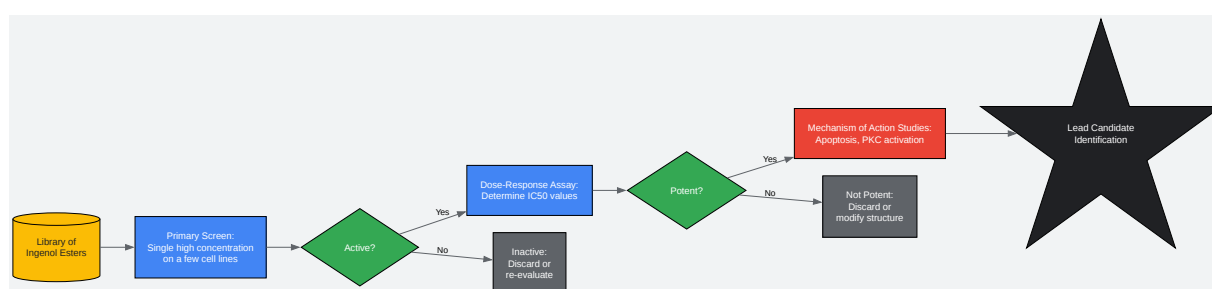 Library of
Ingenol Esters
Primary Screen:
Single high concentration
on a few cell lines
Active?
Yes
No
Dose-Response Assay:
Determine IC50 values
Inactive:
Discard or
re-evaluate
Potent?
Yes
No
Mechanism of Action Studies:
Apoptosis, PKC activation
Not Potent:
Discard or
modify structure
Lead Candidate
Identification